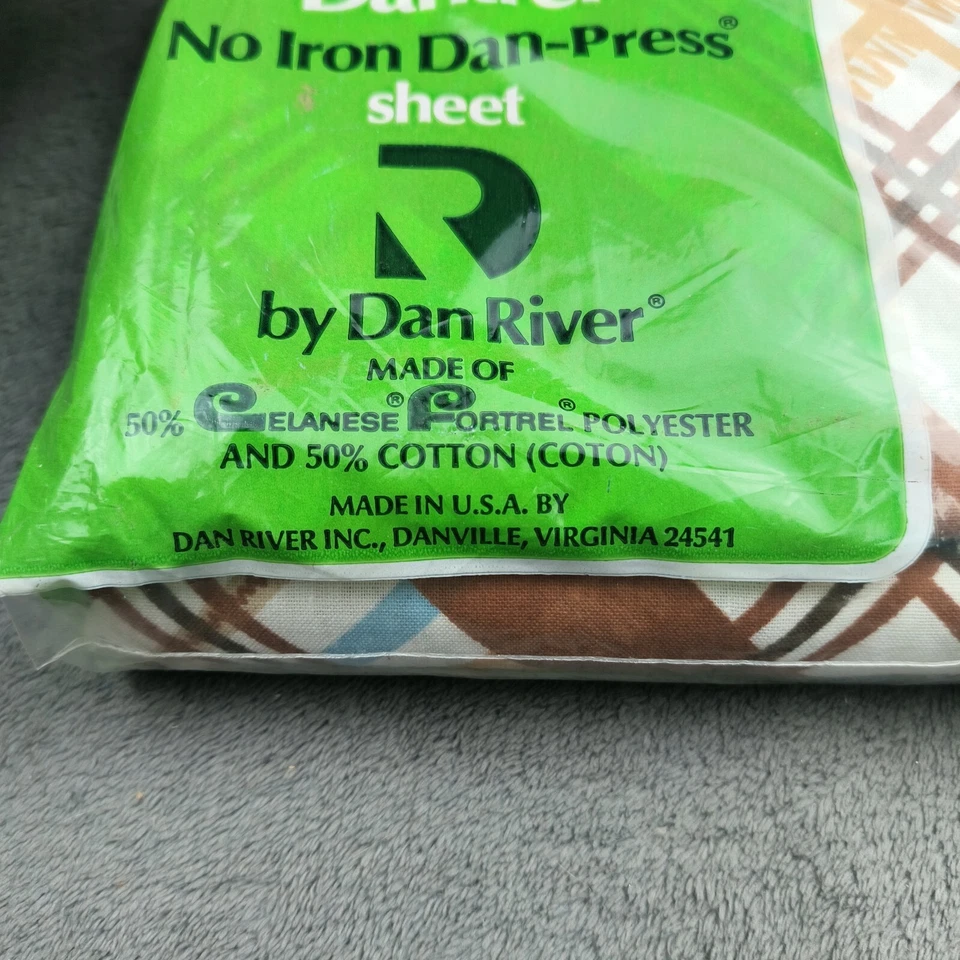 No Iron Dan-Press®
sheet
by Dan River®
MADE OF
50% CELANESE® FORTREL® POLYESTER
AND 50% COTTON (COTON)
MADE IN U.S.A. BY
DAN RIVER INC., DANVILLE, VIRGINIA 24541